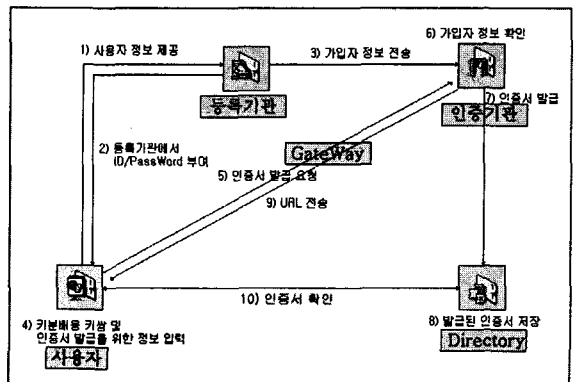 6) 가입자 정보 확인
1) 사용자 정보 제공
3) 가입자 정보 전송
등록기관
7) 인증서 발급
인증기관
2) 등록기관에서
ID/PassWord 부여
GateWay
5) 인증서 발급 요청
9) URL 전송
10) 인증서 확인
4) 키분배용 키쌍 및
인증서 발급을 위한 정보 입력
사용자
8) 발급된 인증서 저장
Directory